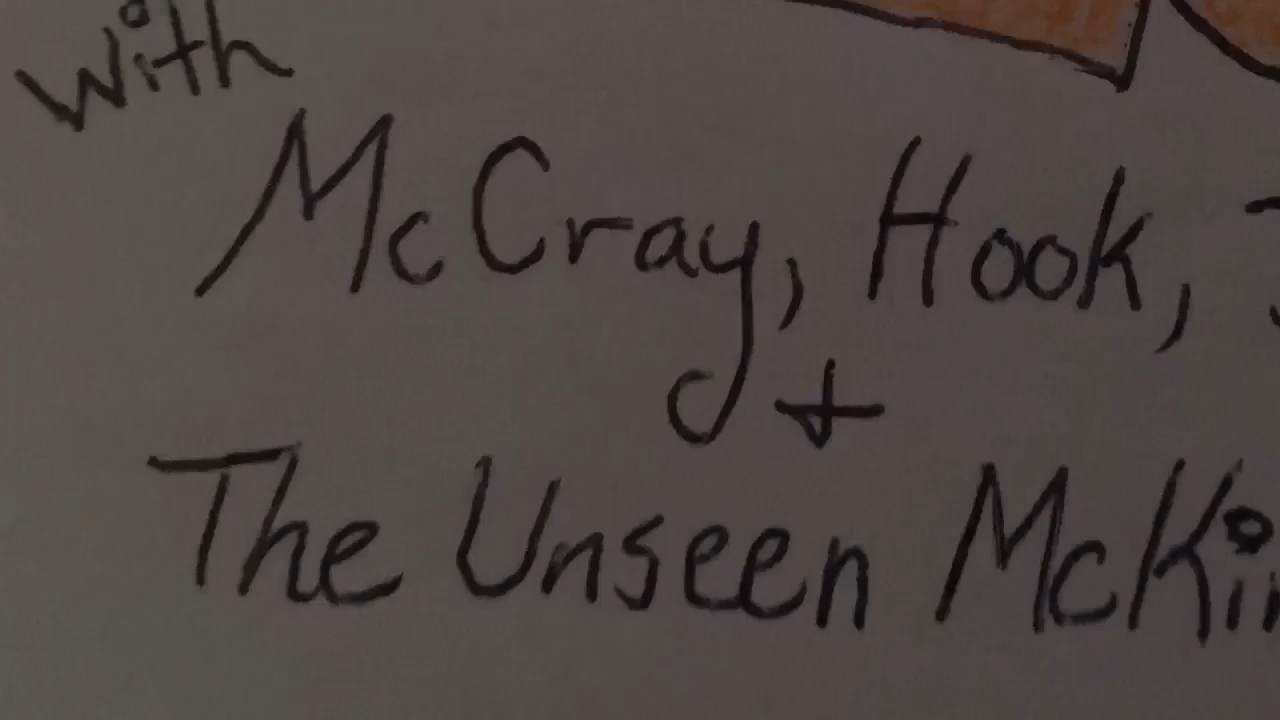 with
McCray, Hook,
+
The Unseen